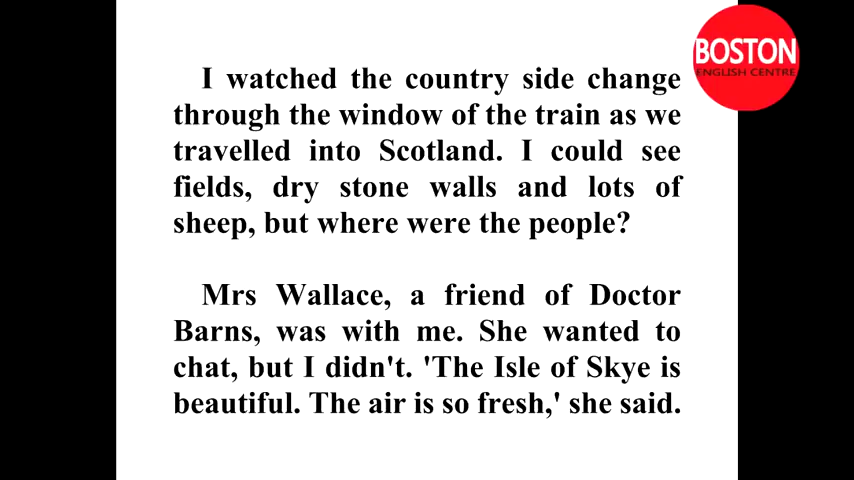 BOSTON
ENGLISH CENTRE
I watched the country side change
through the window of the train as we
travelled into Scotland. I could see
fields, dry stone walls and lots of
sheep, but where were the people?
Mrs Wallace, a friend of Doctor
Barns, was with me. She wanted to
chat, but I didn't. 'The Isle of Skye is
beautiful. The air is so fresh,' she said.